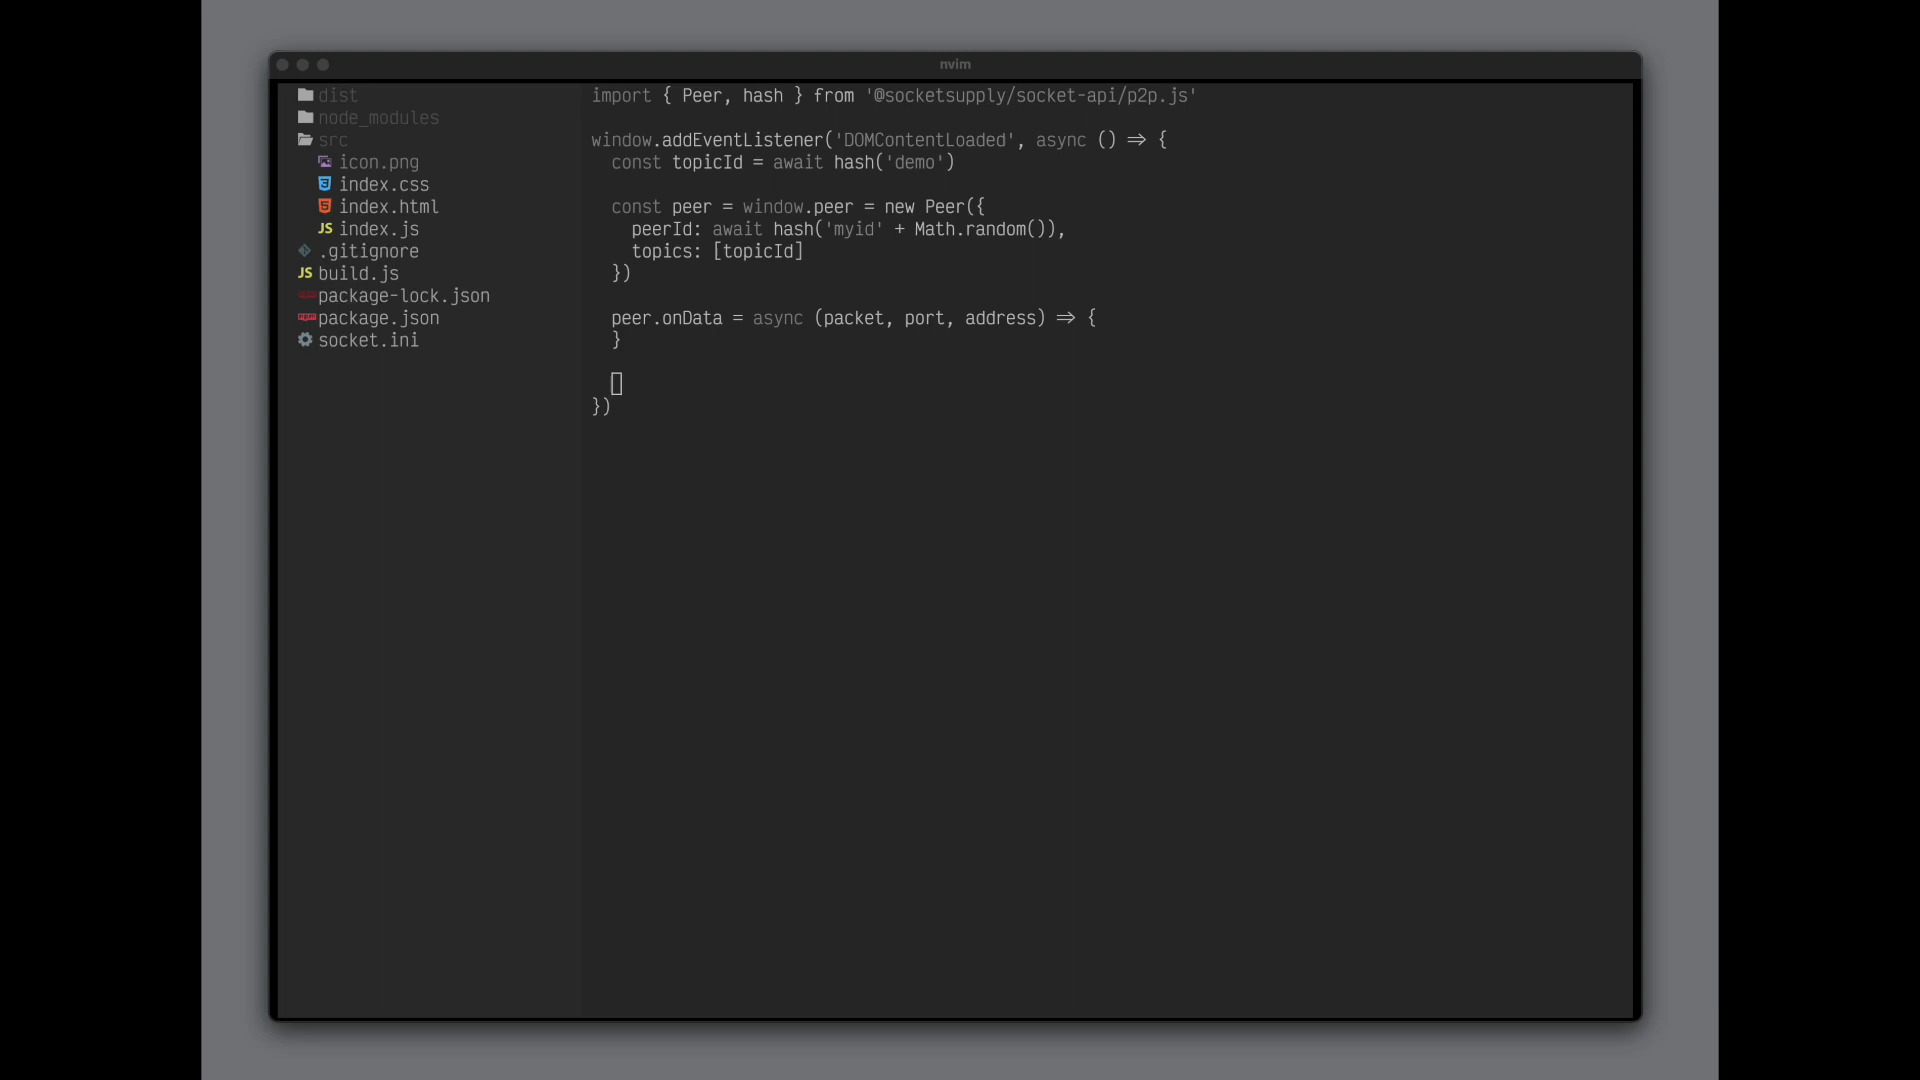 nvim
dist
node_modules
src
icon.png
index.css
index.html
JS index.js
.gitignore
JS build.js
package-lock.json
package.json
socket.ini
import { Peer, hash } from '@socketsupply/socket-api/p2p.js'
window.addEventListener('DOMContentLoaded', async () => {
const topicId = await hash('demo')
const peer = window.peer = new Peer({
peerId: await hash('myid' + Math.random()),
topics: [topicId]
})
peer.onData = async (packet, port, address) => {
}
})